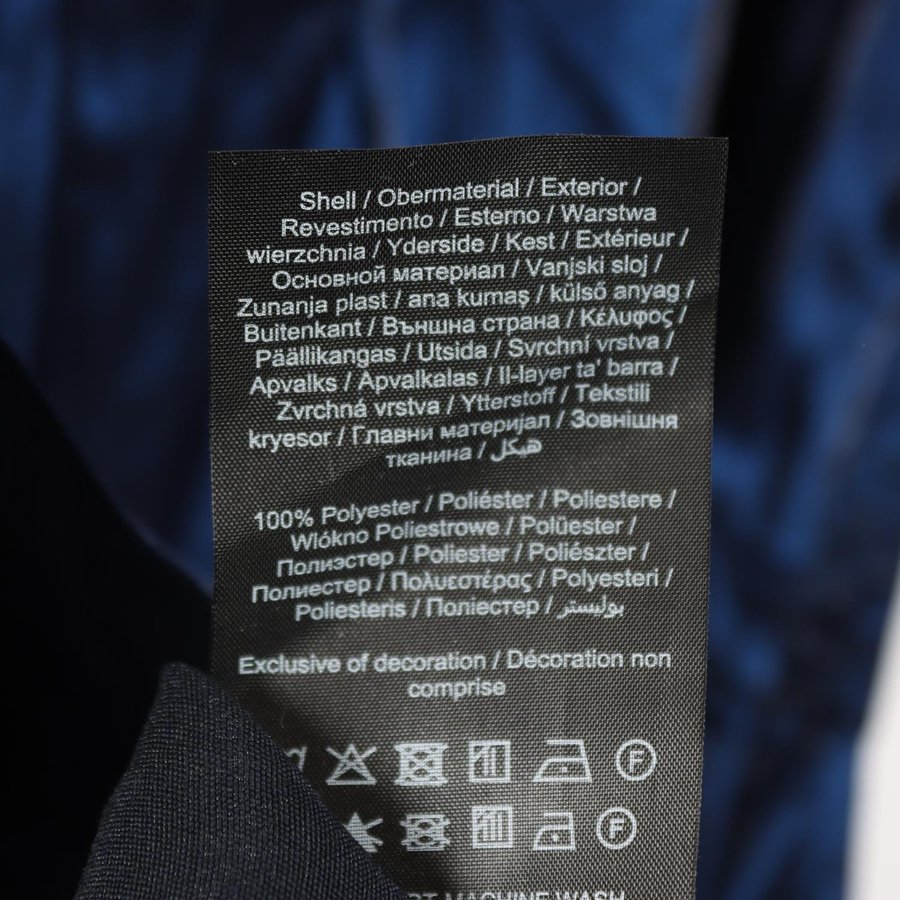 Shell / Obermaterial / Exterior /
Revestimento / Esterno / Warstwa
wierzchnia / Yderside / Kest / Extérieur /
Основной материал / Vanjski sloj /
Zunanja plast / ana kumaş / külső anyag /
Buitenkant / Външна страна / Κέλυφος /
Päällikangas / Utsida / Svrchní vrstva /
Apvalks / Apvalkalas / Il-layer ta' barra /
Zvrchná vrstva / Ytterstoff / Tekstili
kryesor / Главни материјал / Зовнішня
тканина / هيكل
100% Polyester / Poliéster / Poliestere /
Wlókno Poliestrowe / Polüester /
Полиэстер / Poliester / Poliészter /
Полиестер / Πολυεστέρας / Polyesteri /
Poliesteris / Поліестер / بوليستر
Exclusive of decoration / Décoration non
comprise
F
F
MACHINE WASH